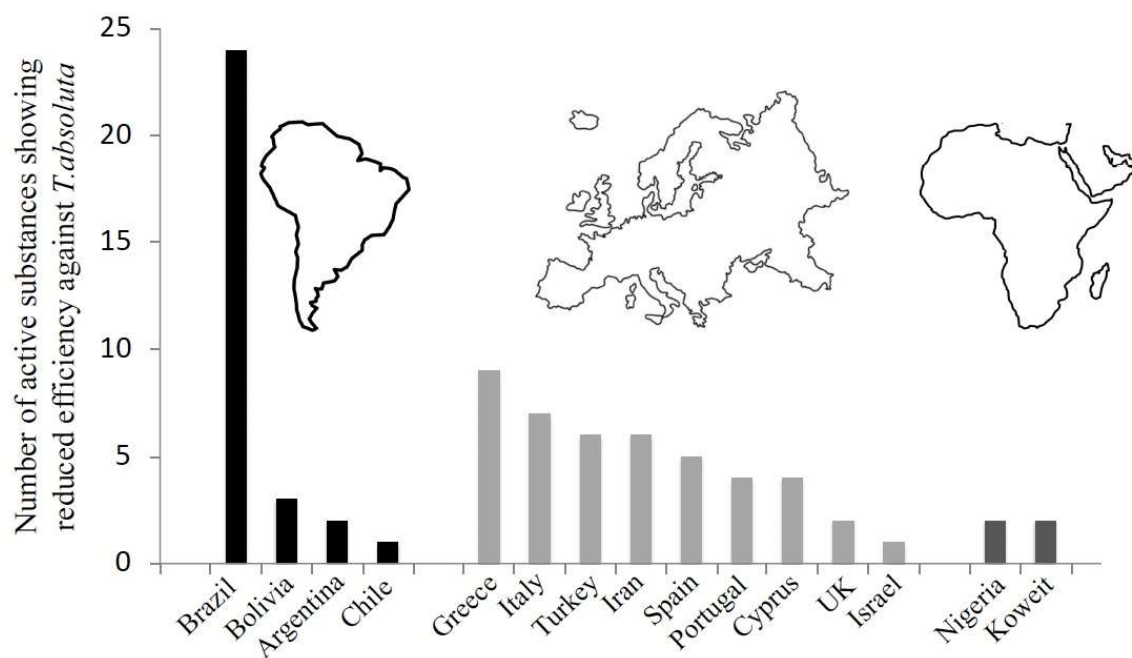 Number of active substances showing
reduced efficiency against T.absoluta
25
20
15
10
5
0
Brazil
Bolivia
Argentina
Chile
Greece
Italy
Turkey
Iran
Spain
Portugal
Cyprus
UK
Israel
Nigeria
Koweit